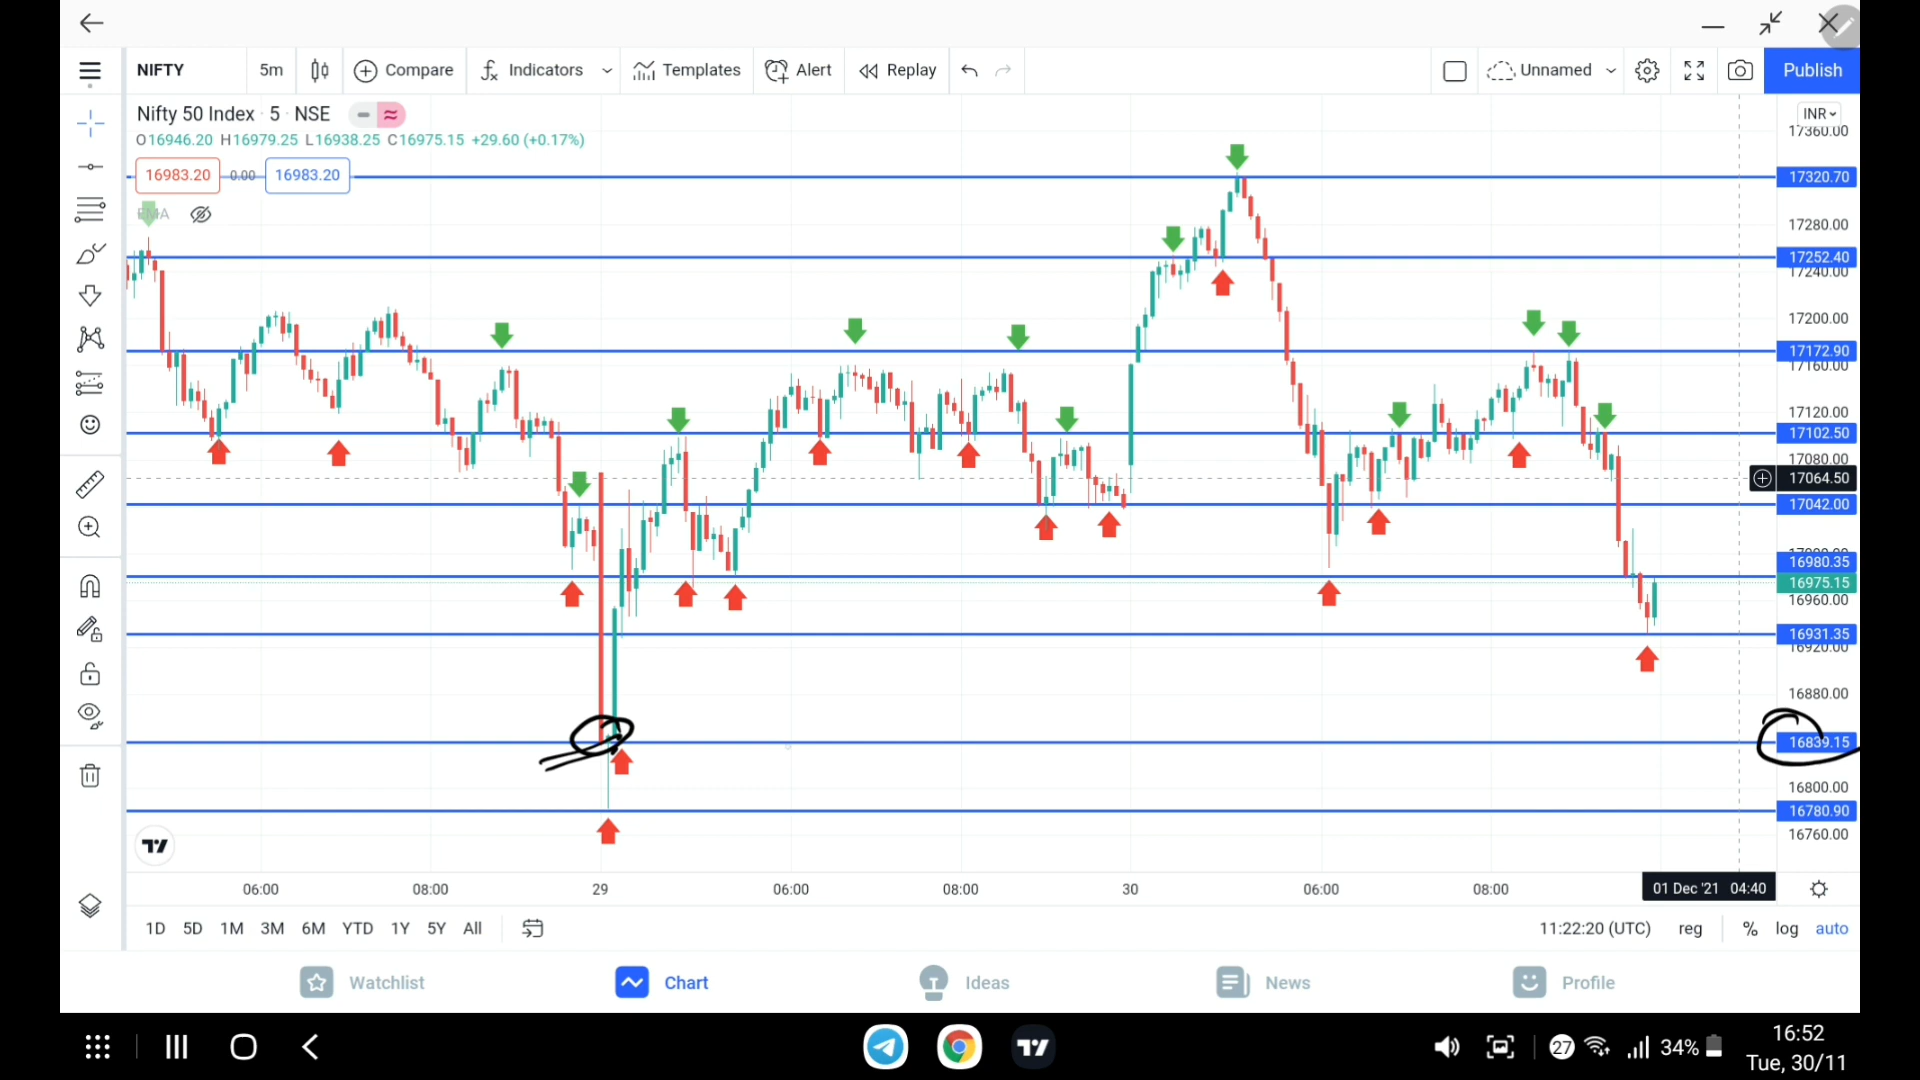 NIFTY 5m Compare Indicators Templates Alert Replay Unnamed Publish
Nifty 50 Index · 5 · NSE
INR
O16946.20 H16979.25 L16938.25 C16975.15 +29.60 (+0.17%)
17360.00
16983.20 0.00 16983.20
17320.70
EMA
17280.00
17252.40
17240.00
17200.00
17172.90
17160.00
17120.00
17102.50
17080.00
17064.50
17042.00
17000.00
16980.35
16975.15
16960.00
16931.35
16920.00
16880.00
16839.15
16800.00
16780.90
16760.00
06:00 08:00 29 06:00 08:00 30 06:00 08:00 01 Dec '21 04:40
1D 5D 1M 3M 6M YTD 1Y 5Y All 11:22:20 (UTC) reg % log auto
Watchlist Chart Ideas News Profile
27 34% 16:52
Tue, 30/11